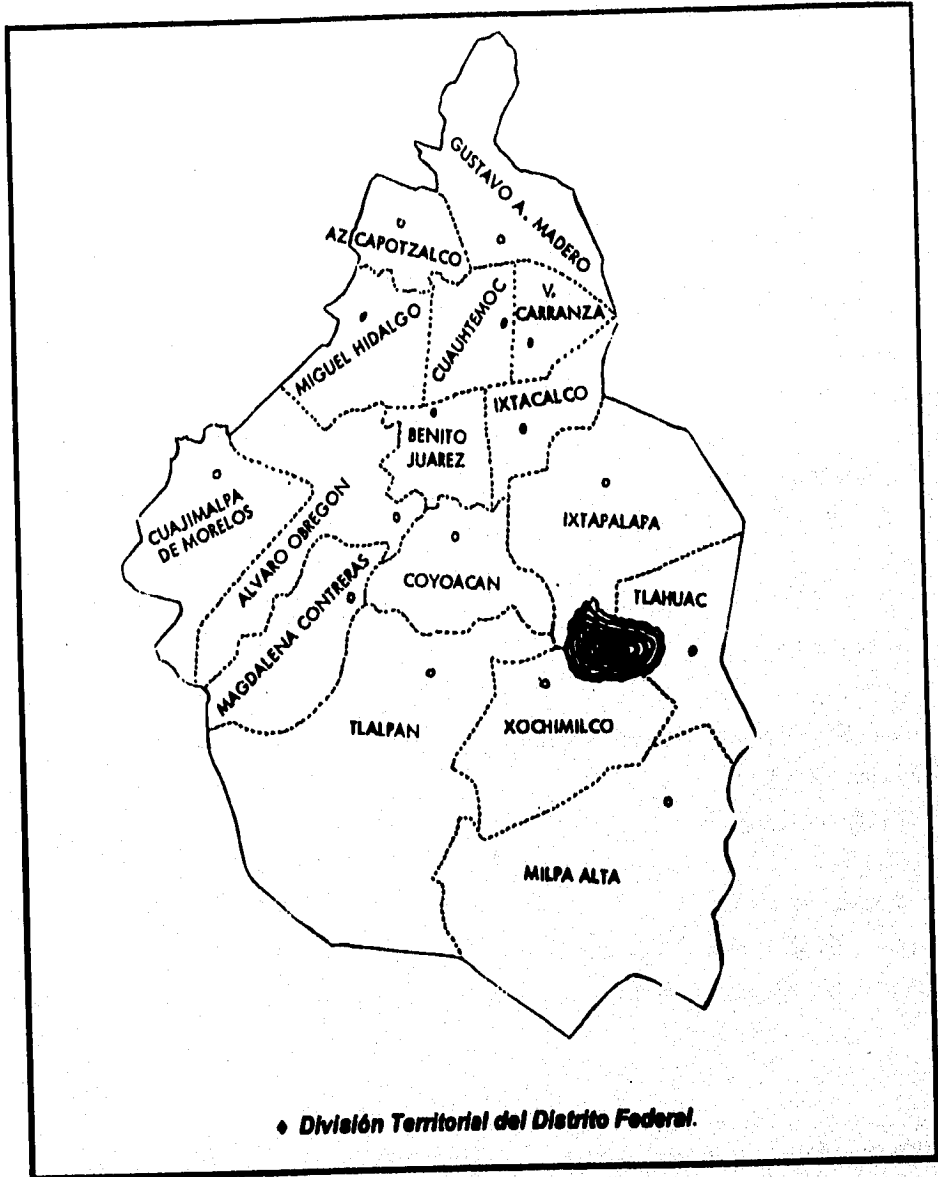 GUSTAVO A. MADERO
AZCAPOTZALCO
V.
CARRANZA
CUAUHTEMOC
MIGUEL HIDALGO
IXTACALCO
BENITO
JUAREZ
CUAJIMALPA
DE MORELOS
ALVARO OBREGON
IXTAPALAPA
MAGDALENA CONTRERAS
COYOACAN
TLAHUAC
TLALPAN
XOCHIMILCO
MILPA ALTA
♦ División Territorial del Distrito Federal.